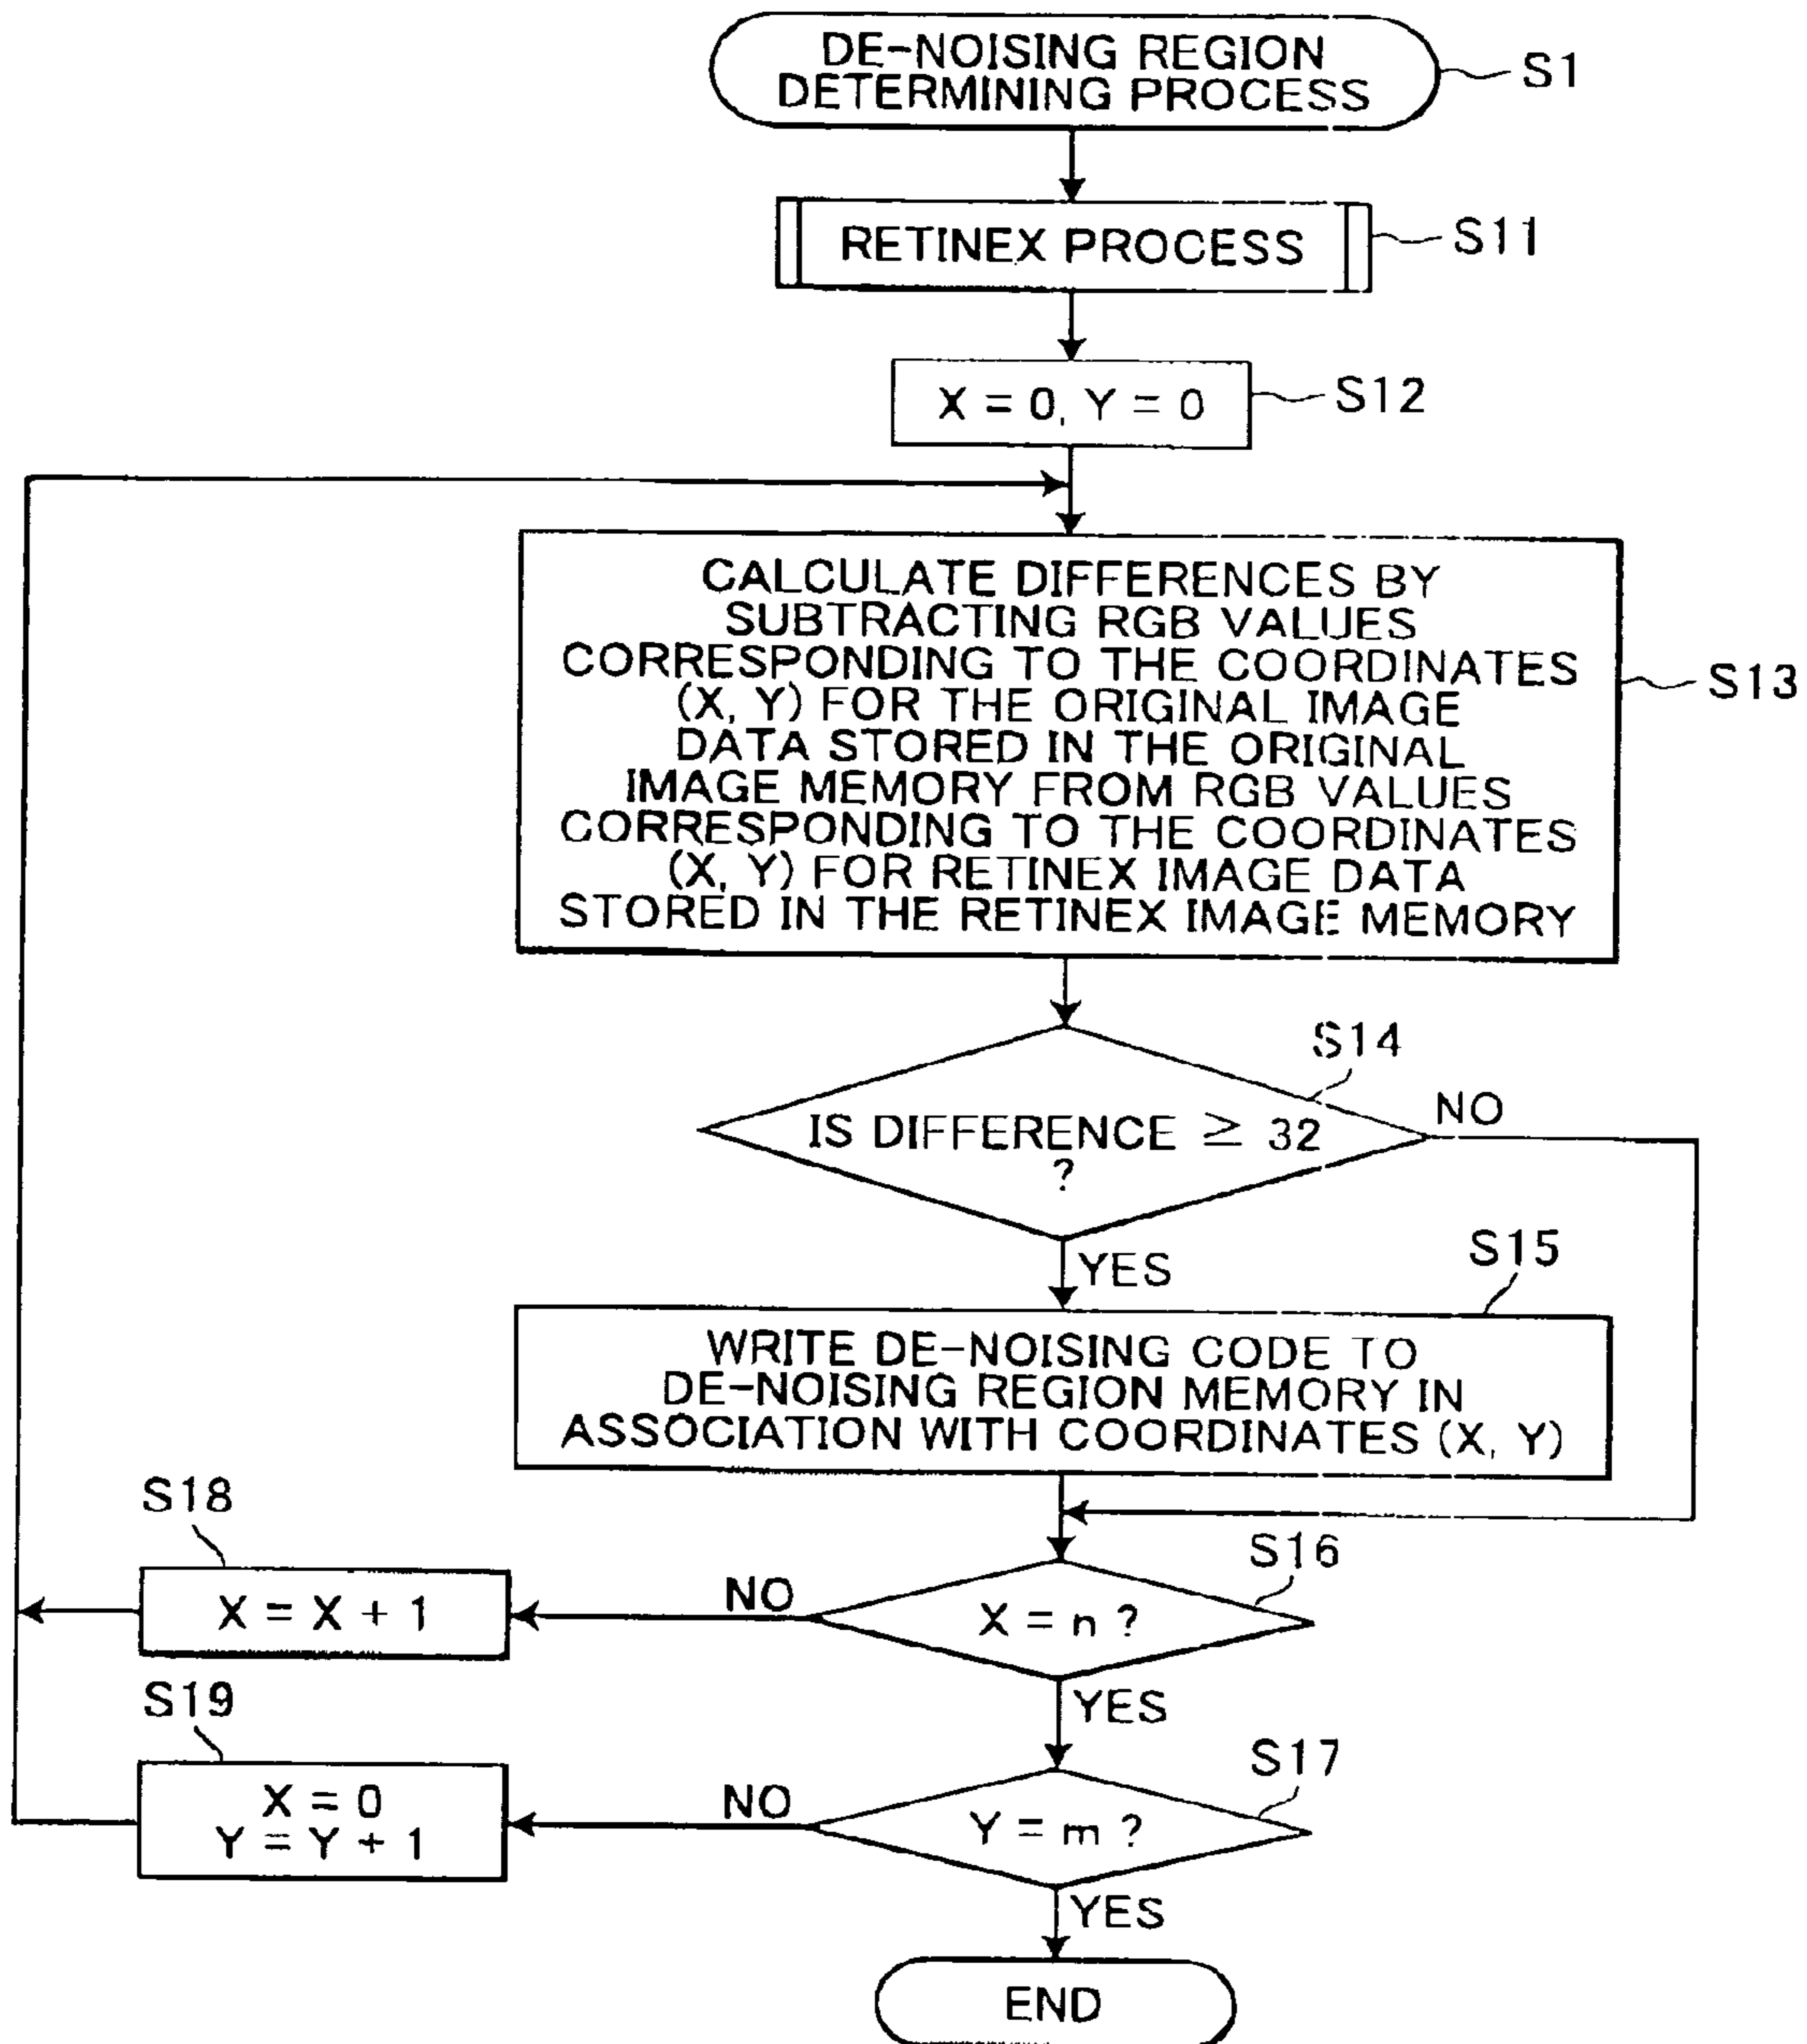 DE-NOISING REGION
DETERMINING PROCESS
S1
RETINEX PROCESS
S11
X = 0, Y = 0
S12
CALCULATE DIFFERENCES BY
SUBTRACTING RGB VALUES
CORRESPONDING TO THE COORDINATES
(X, Y) FOR THE ORIGINAL IMAGE
DATA STORED IN THE ORIGINAL
IMAGE MEMORY FROM RGB VALUES
CORRESPONDING TO THE COORDINATES
(X, Y) FOR RETINEX IMAGE DATA
STORED IN THE RETINEX IMAGE MEMORY
S13
S14
IS DIFFERENCE ≥ 32
?
NO
YES
S15
WRITE DE-NOISING CODE TO
DE-NOISING REGION MEMORY IN
ASSOCIATION WITH COORDINATES (X, Y)
S16
X = n ?
NO
S18
X = X + 1
YES
S17
Y = m ?
NO
S19
X = 0
Y = Y + 1
YES
END